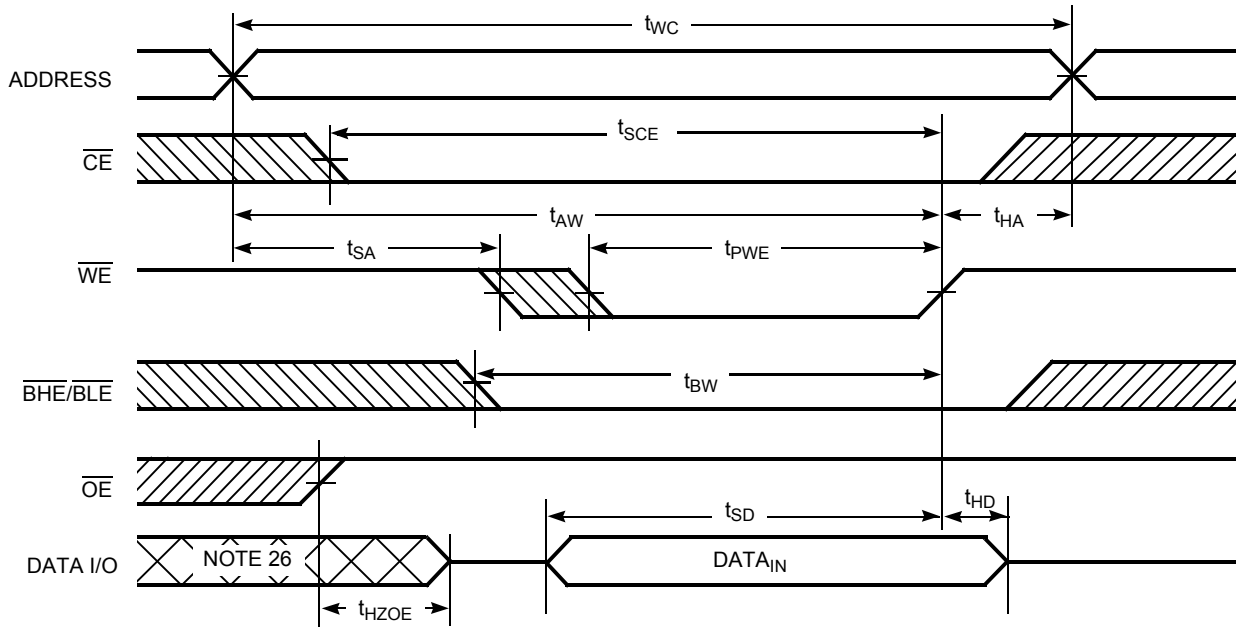 tWC
ADDRESS
tSCE
CE
tAW
tHA
tSA
tPWE
WE
tBW
BHE/BLE
OE
tSD
tHD
DATA I/O
NOTE 26
DATAIN
tHZOE